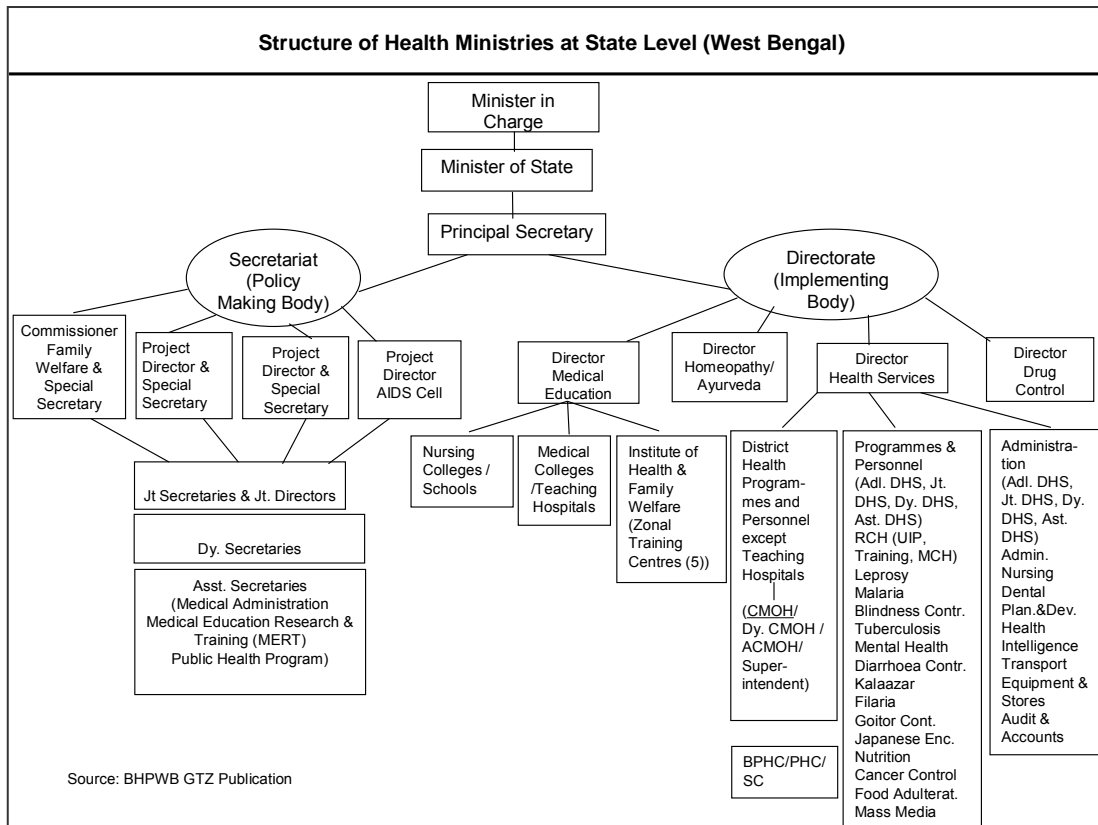 Structure of Health Ministries at State Level (West Bengal)
Minister in
Charge
Minister of State
Principal Secretary
Secretariat
(Policy
Making Body)
Directorate
(Implementing
Body)
Commissioner
Family
Welfare &
Special
Secretary
Project
Director &
Special
Secretary
Project
Director &
Special
Secretary
Project
Director
AIDS Cell
Director
Medical
Education
Director
Homeopathy/
Ayurveda
Director
Health Services
Director
Drug
Control
Jt Secretaries & Jt. Directors
Dy. Secretaries
Asst. Secretaries
(Medical Administration
Medical Education Research &
Training (MERT)
Public Health Program)
Nursing
Colleges /
Schools
Medical
Colleges
/Teaching
Hospitals
Institute of
Health &
Family
Welfare
(Zonal
Training
Centres (5))
District
Health
Program-
mes and
Personnel
except
Teaching
Hospitals
(CMOH/
Dy. CMOH /
ACMOH/
Super-
intendent)
BPHC/PHC/
SC
Programmes &
Personnel
(Adl. DHS, Jt.
DHS, Dy. DHS,
Ast. DHS)
RCH (UIP,
Training, MCH)
Leprosy
Malaria
Blindness Contr.
Tuberculosis
Mental Health
Diarrhoea Contr.
Kalaazar
Filaria
Goitor Cont.
Japanese Enc.
Nutrition
Cancer Control
Food Adulterat.
Mass Media
Administra-
tion
(Adl. DHS,
Jt. DHS, Dy.
DHS, Ast.
DHS)
Admin.
Nursing
Dental
Plan.&Dev.
Health
Intelligence
Transport
Equipment &
Stores
Audit &
Accounts
Source: BHPWB GTZ Publication